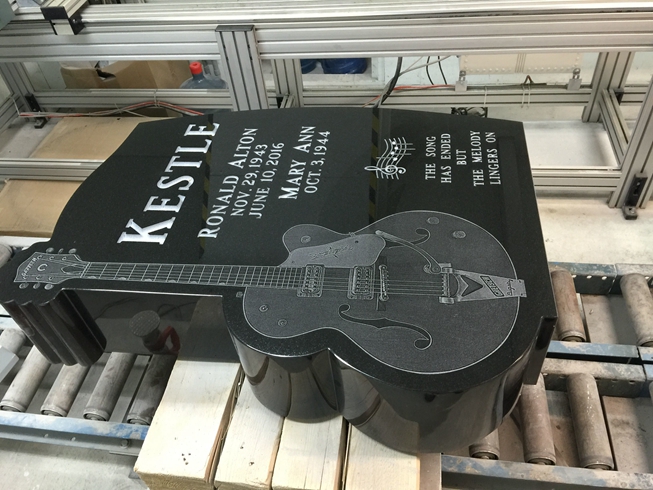 KESTLE
RONALD ALTON
NOV. 29, 1943
JUNE 10, 2016
MARY ANN
OCT. 3, 1944
THE SONG
HAS ENDED
BUT
THE MELODY
LINGERS ON